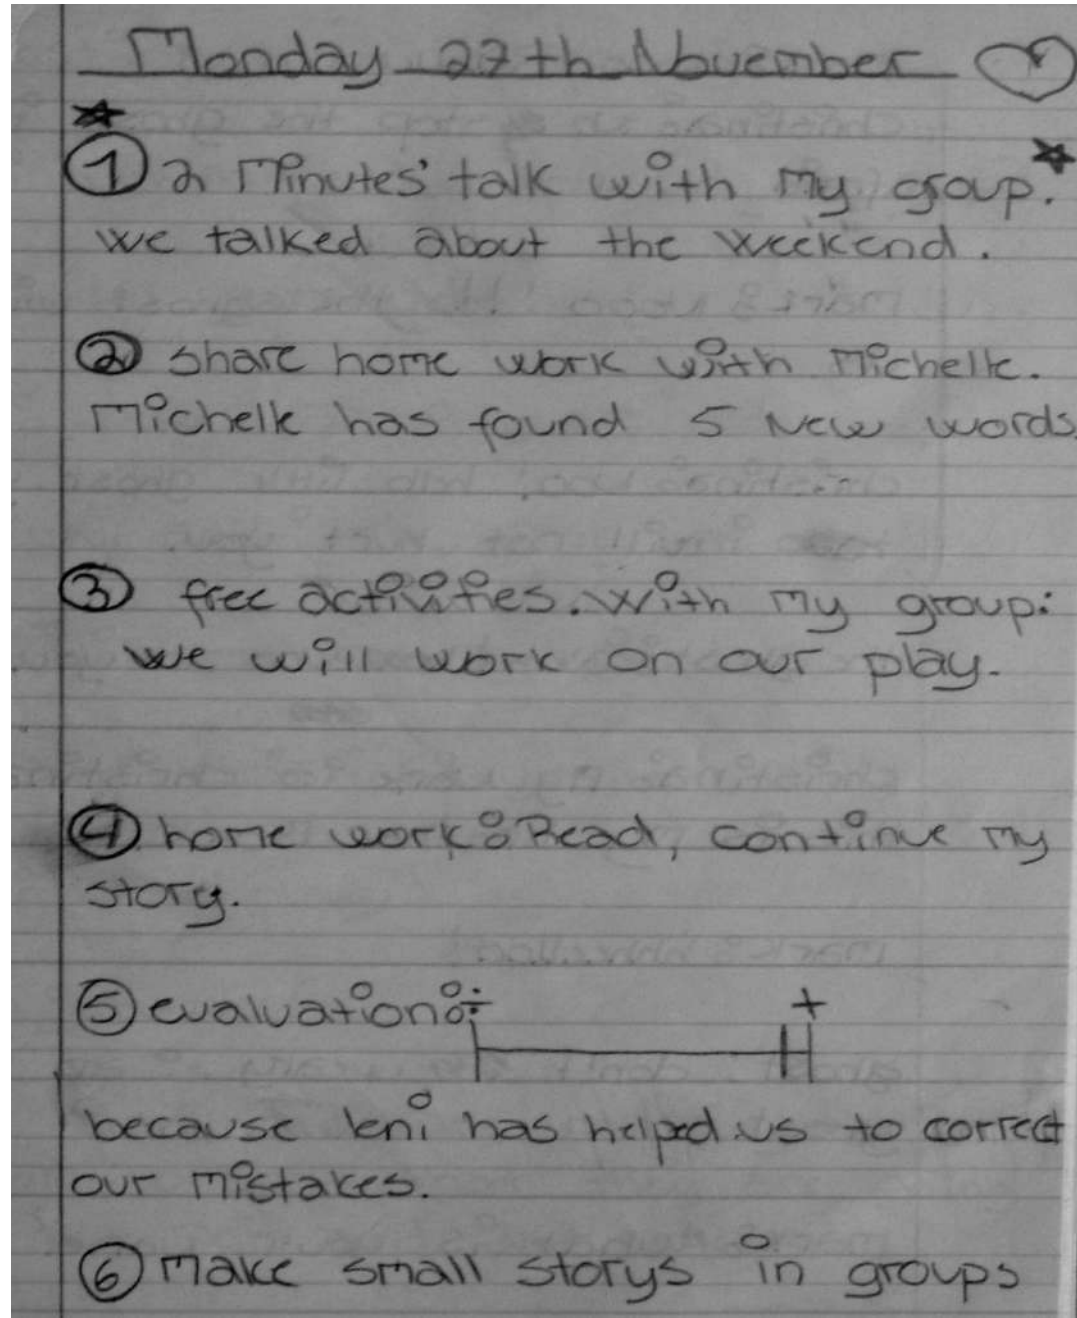 Monday 27th November
① 2 Minutes' talk with my group.
we talked about the weekend.
② share home work with Michelle.
Michelle has found 5 New words.
③ free activities. With my group:
we will work on our play.
④ home work: Read, continue my
story.
⑤ evaluation: ÷ +
because leni has helped us to correct
our mistakes.
⑥ make small storys in groups